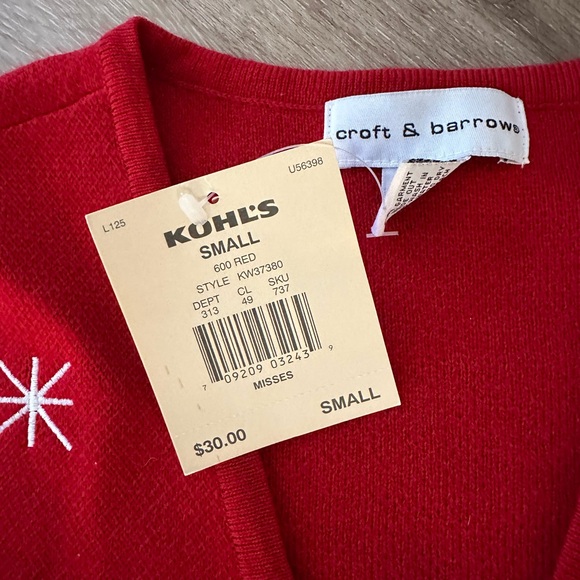 croft & barrow®
GARMENT
L125
U56398
KOHL'S
SMALL
600 RED
STYLE KW37380
DEPT CL SKU
313 49 737
7 09209 03243 9
MISSES
SMALL
$30.00